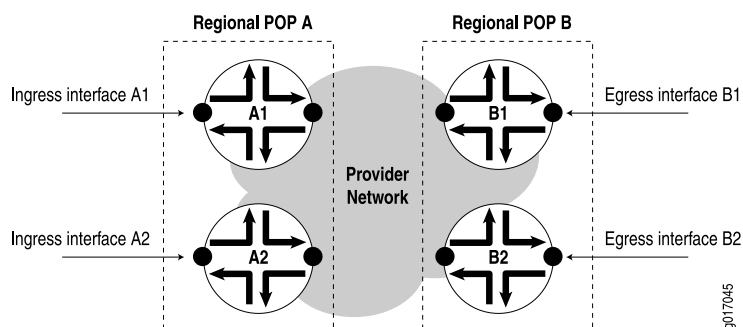 Regional POP A
Regional POP B
Ingress interface A1
A1
B1
Egress interface B1
Provider
Network
Ingress interface A2
A2
B2
Egress interface B2
g017045